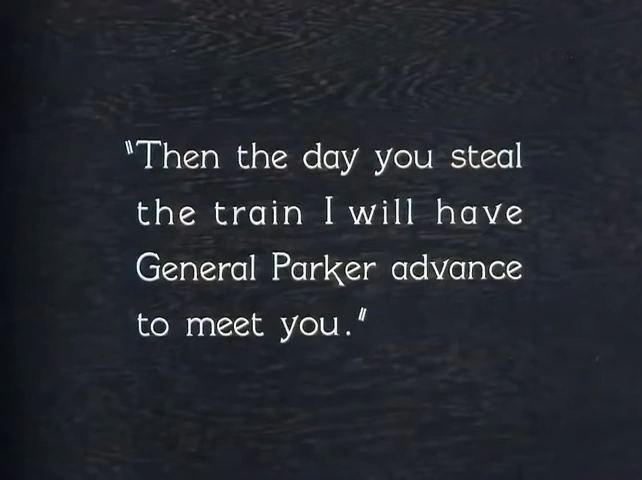 "Then the day you steal
the train I will have
General Parker advance
to meet you."